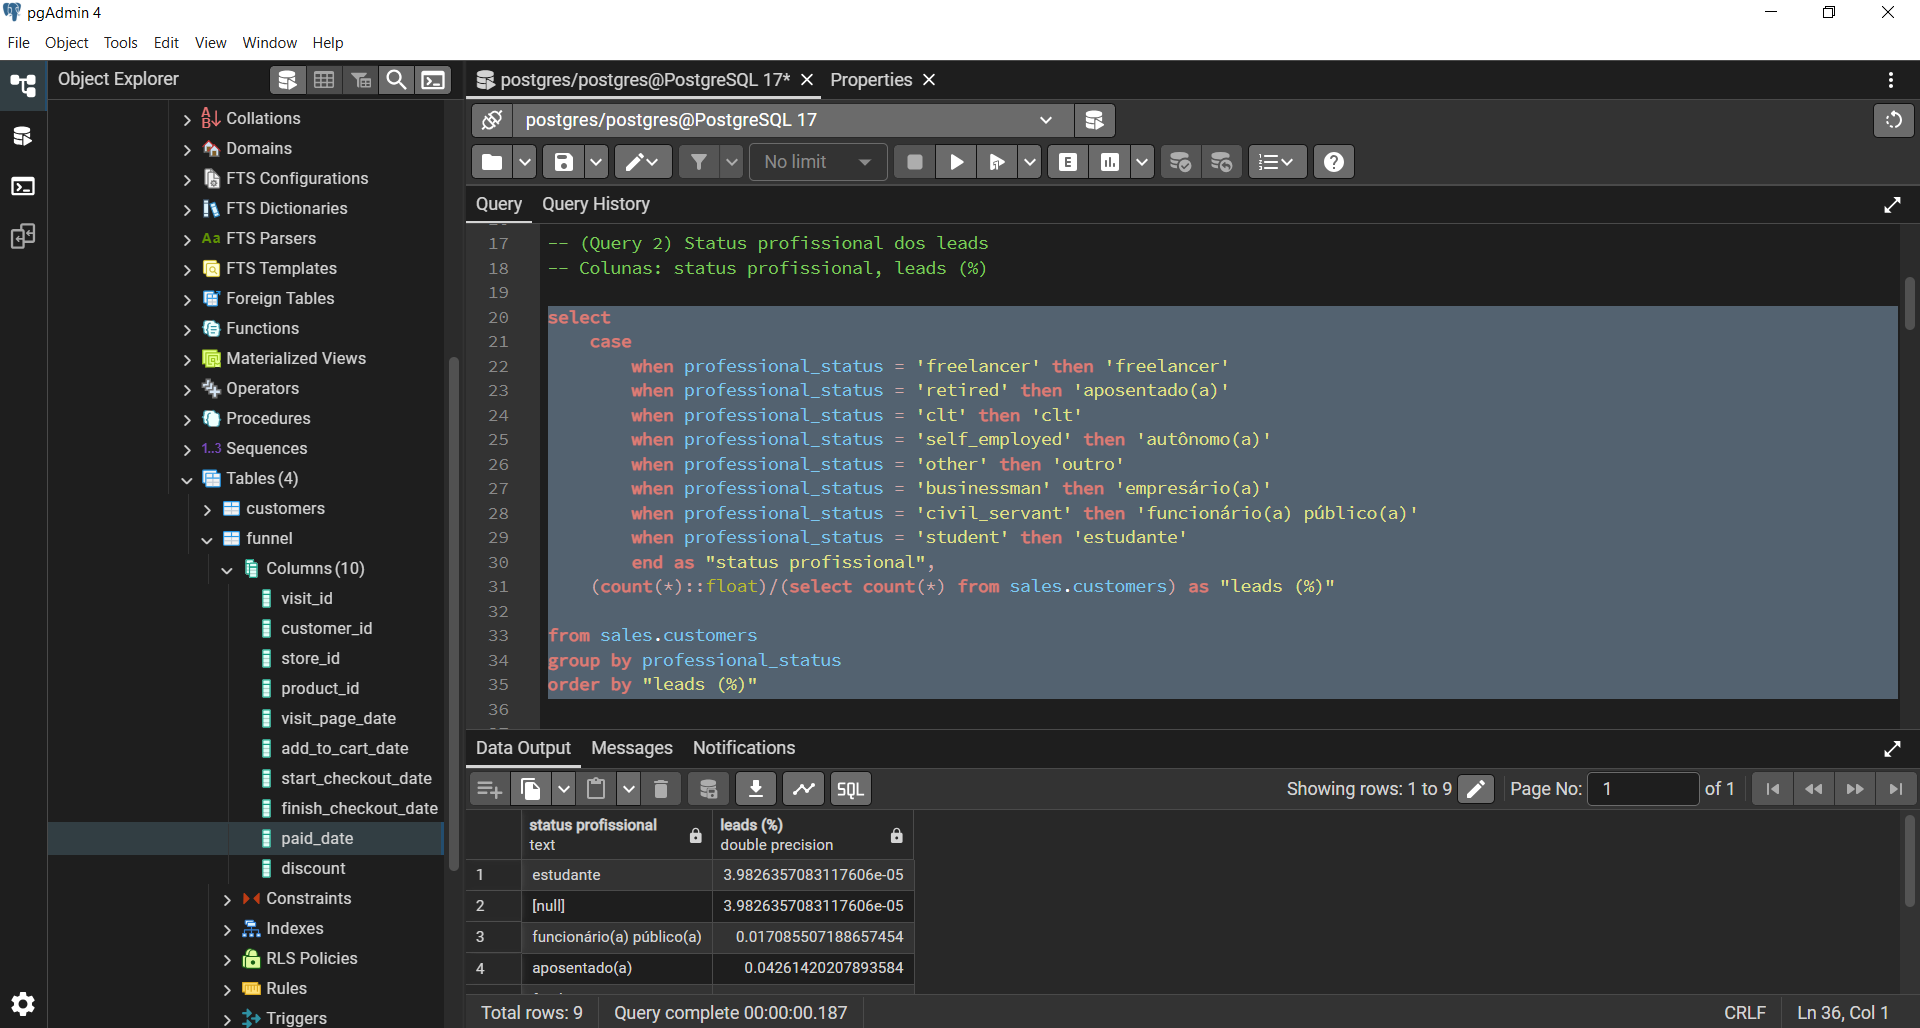 pgAdmin 4
File Object Tools Edit View Window Help
Object Explorer
postgres/postgres@PostgreSQL 17* Properties
postgres/postgres@PostgreSQL 17
No limit
E
Query Query History
Collations
Domains
FTS Configurations
FTS Dictionaries
Aa FTS Parsers
FTS Templates
Foreign Tables
Functions
Materialized Views
Operators
Procedures
1..3 Sequences
Tables (4)
customers
funnel
Columns (10)
visit_id
customer_id
store_id
product_id
visit_page_date
add_to_cart_date
start_checkout_date
finish_checkout_date
paid_date
discount
Constraints
Indexes
RLS Policies
Rules
Triggers
17 -- (Query 2) Status profissional dos leads
18 -- Colunas: status profissional, leads (%)
19
20 select
21 case
22 when professional_status = 'freelancer' then 'freelancer'
23 when professional_status = 'retired' then 'aposentado(a)'
24 when professional_status = 'clt' then 'clt'
25 when professional_status = 'self_employed' then 'autônomo(a)'
26 when professional_status = 'other' then 'outro'
27 when professional_status = 'businessman' then 'empresário(a)'
28 when professional_status = 'civil_servant' then 'funcionário(a) público(a)'
29 when professional_status = 'student' then 'estudante'
30 end as "status profissional",
31 (count(*)::float)/(select count(*) from sales.customers) as "leads (%)"
32
33 from sales.customers
34 group by professional_status
35 order by "leads (%)"
36
Data Output Messages Notifications
SQL Showing rows: 1 to 9 Page No: 1 of 1
status profissional leads (%)
text double precision
1 estudante 3.9826357083117606e-05
2 [null] 3.9826357083117606e-05
3 funcionário(a) público(a) 0.017085507188657454
4 aposentado(a) 0.04261420207893584
Total rows: 9 Query complete 00:00:00.187 CRLF Ln 36, Col 1